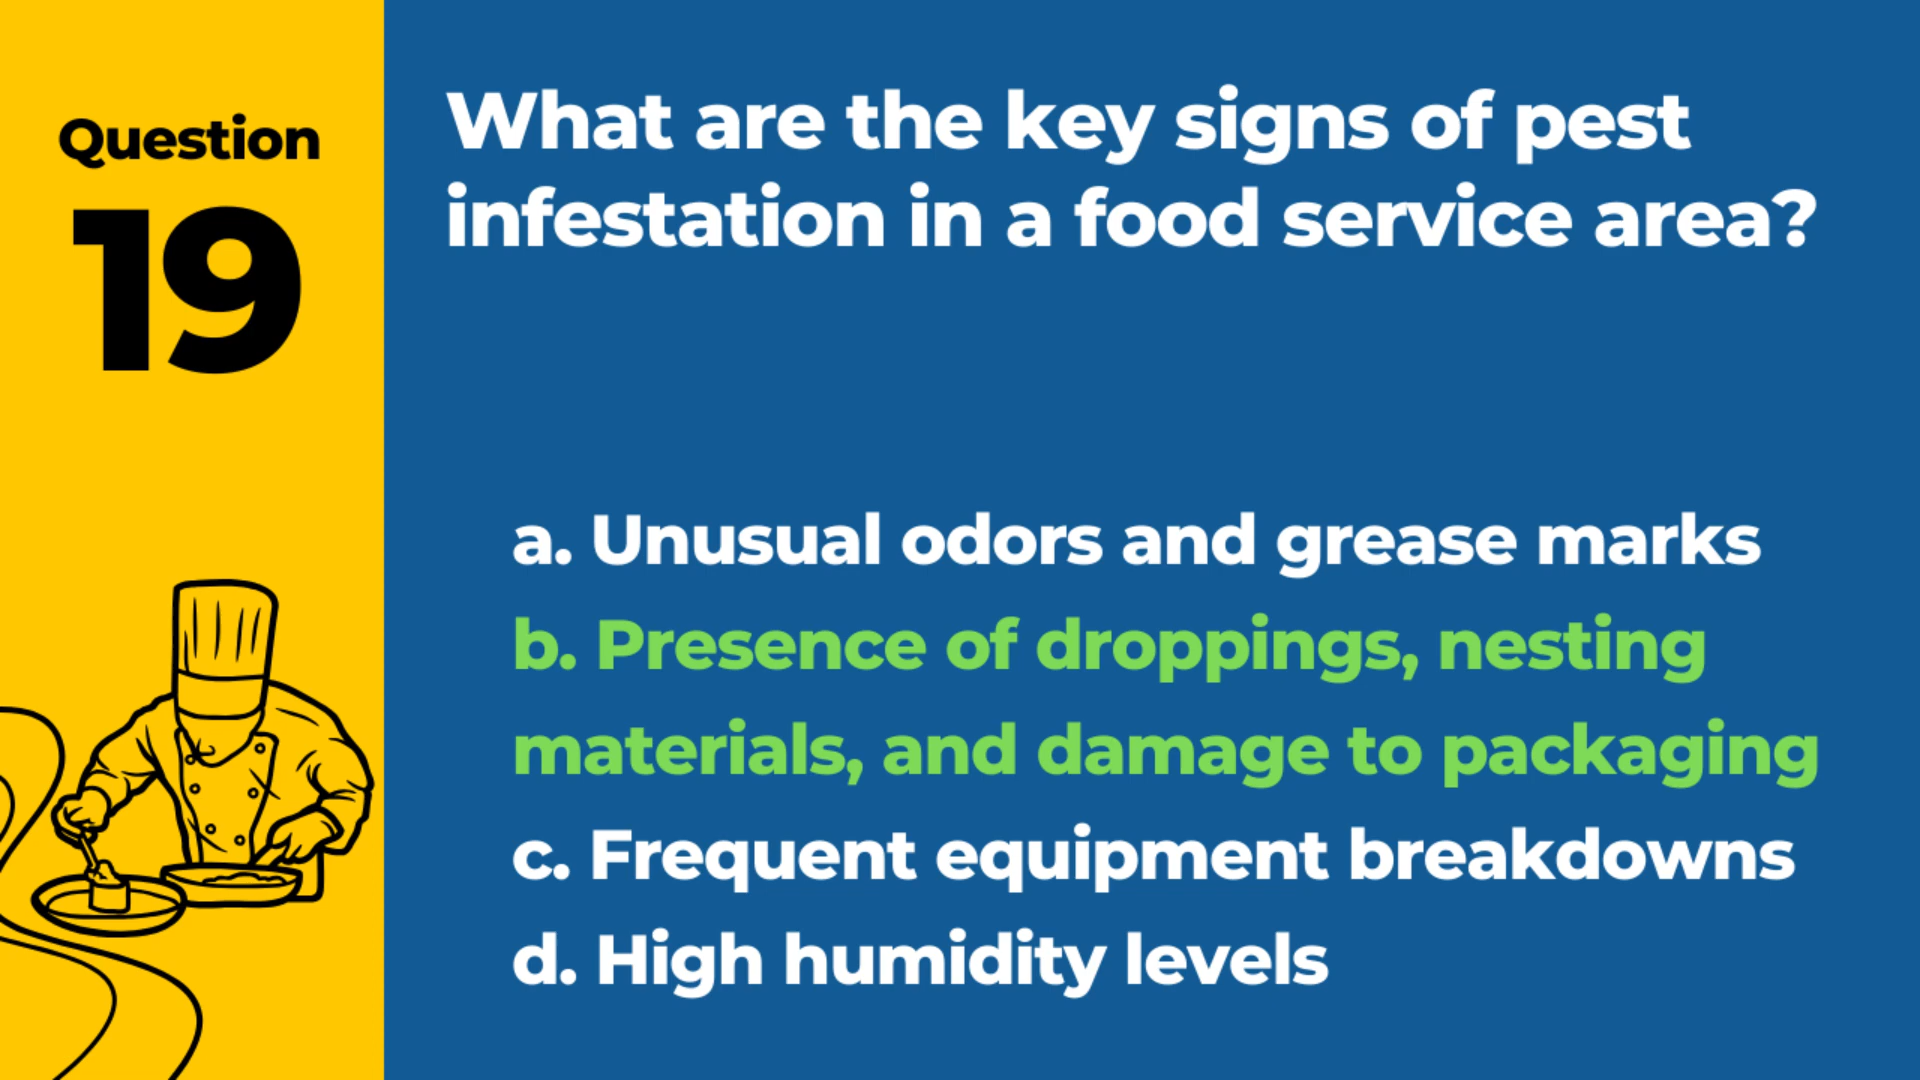 Question
19
What are the key signs of pest
infestation in a food service area?
a. Unusual odors and grease marks
b. Presence of droppings, nesting
materials, and damage to packaging
c. Frequent equipment breakdowns
d. High humidity levels